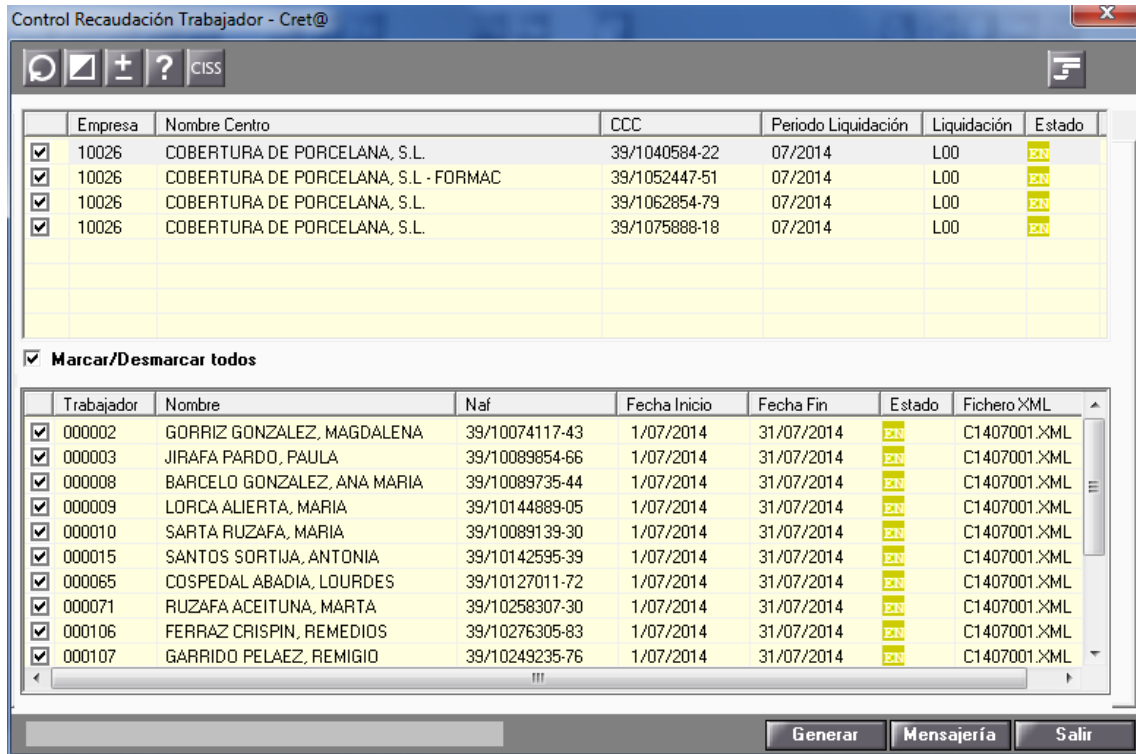 Control Recaudación Trabajador - Cret@
? CISS
Empresa Nombre Centro CCC Periodo Liquidación Liquidación Estado
10026 COBERTURA DE PORCELANA, S.L. 39/1040584-22 07/2014 L00 EN
10026 COBERTURA DE PORCELANA, S.L - FORMAC 39/1052447-51 07/2014 L00 EN
10026 COBERTURA DE PORCELANA, S.L. 39/1062854-79 07/2014 L00 EN
10026 COBERTURA DE PORCELANA, S.L. 39/1075888-18 07/2014 L00 EN
Marcar/Desmarcar todos
Trabajador Nombre Naf Fecha Inicio Fecha Fin Estado Fichero XML
000002 GORRIZ GONZALEZ, MAGDALENA 39/10074117-43 1/07/2014 31/07/2014 EN C1407001.XML
000003 JIRAFA PARDO, PAULA 39/10089854-66 1/07/2014 31/07/2014 EN C1407001.XML
000008 BARCELO GONZALEZ, ANA MARIA 39/10089735-44 1/07/2014 31/07/2014 EN C1407001.XML
000009 LORCA ALIERTA, MARIA 39/10144889-05 1/07/2014 31/07/2014 EN C1407001.XML
000010 SARTA RUZAFA, MARIA 39/10089139-30 1/07/2014 31/07/2014 EN C1407001.XML
000015 SANTOS SORTIJA, ANTONIA 39/10142595-39 1/07/2014 31/07/2014 EN C1407001.XML
000065 COSPEDAL ABADIA, LOURDES 39/10127011-72 1/07/2014 31/07/2014 EN C1407001.XML
000071 RUZAFA ACEITUNA, MARTA 39/10258307-30 1/07/2014 31/07/2014 EN C1407001.XML
000106 FERRAZ CRISPIN, REMEDIOS 39/10276305-83 1/07/2014 31/07/2014 EN C1407001.XML
000107 GARRIDO PELAEZ, REMIGIO 39/10249235-76 1/07/2014 31/07/2014 EN C1407001.XML
Generar Mensajería Salir